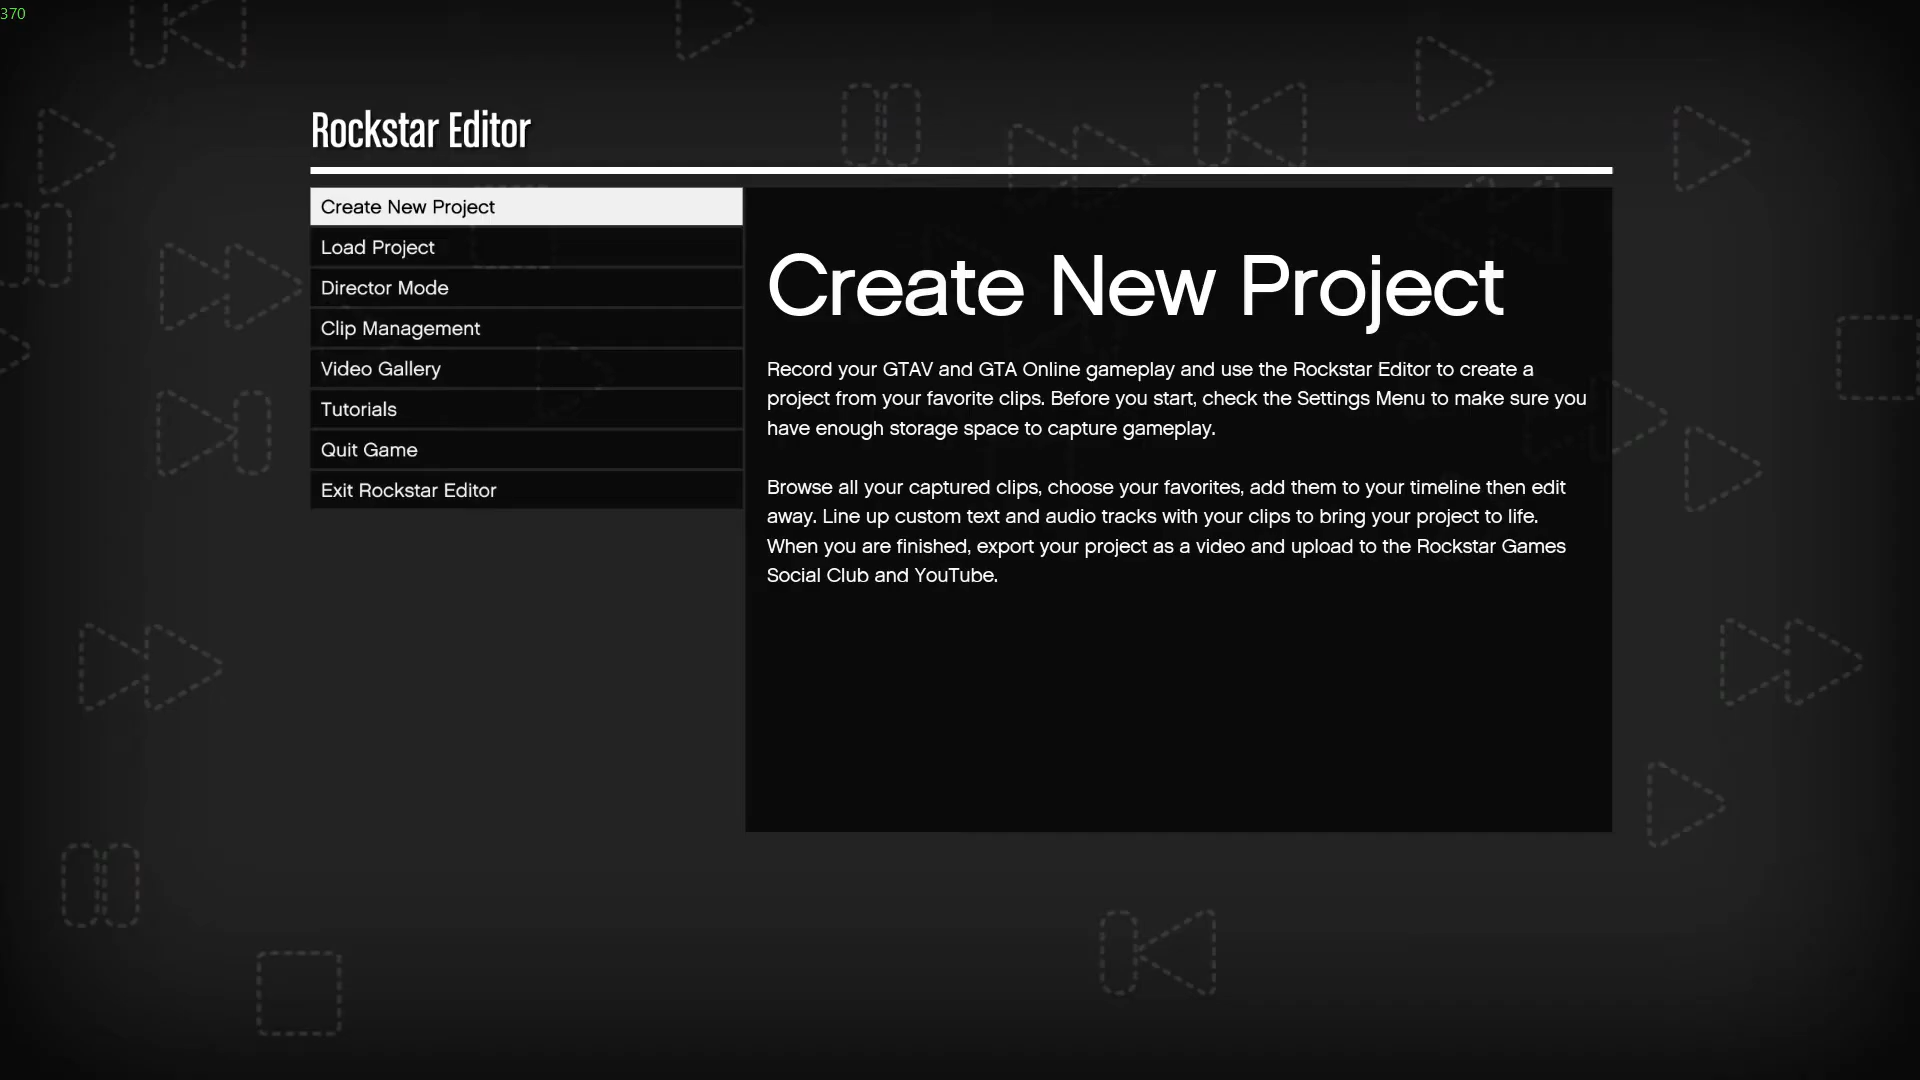 370
Rockstar Editor
Create New Project
Load Project
Director Mode
Clip Management
Video Gallery
Tutorials
Quit Game
Exit Rockstar Editor
Create New Project
Record your GTAV and GTA Online gameplay and use the Rockstar Editor to create a
project from your favorite clips. Before you start, check the Settings Menu to make sure you
have enough storage space to capture gameplay.
Browse all your captured clips, choose your favorites, add them to your timeline then edit
away. Line up custom text and audio tracks with your clips to bring your project to life.
When you are finished, export your project as a video and upload to the Rockstar Games
Social Club and YouTube.